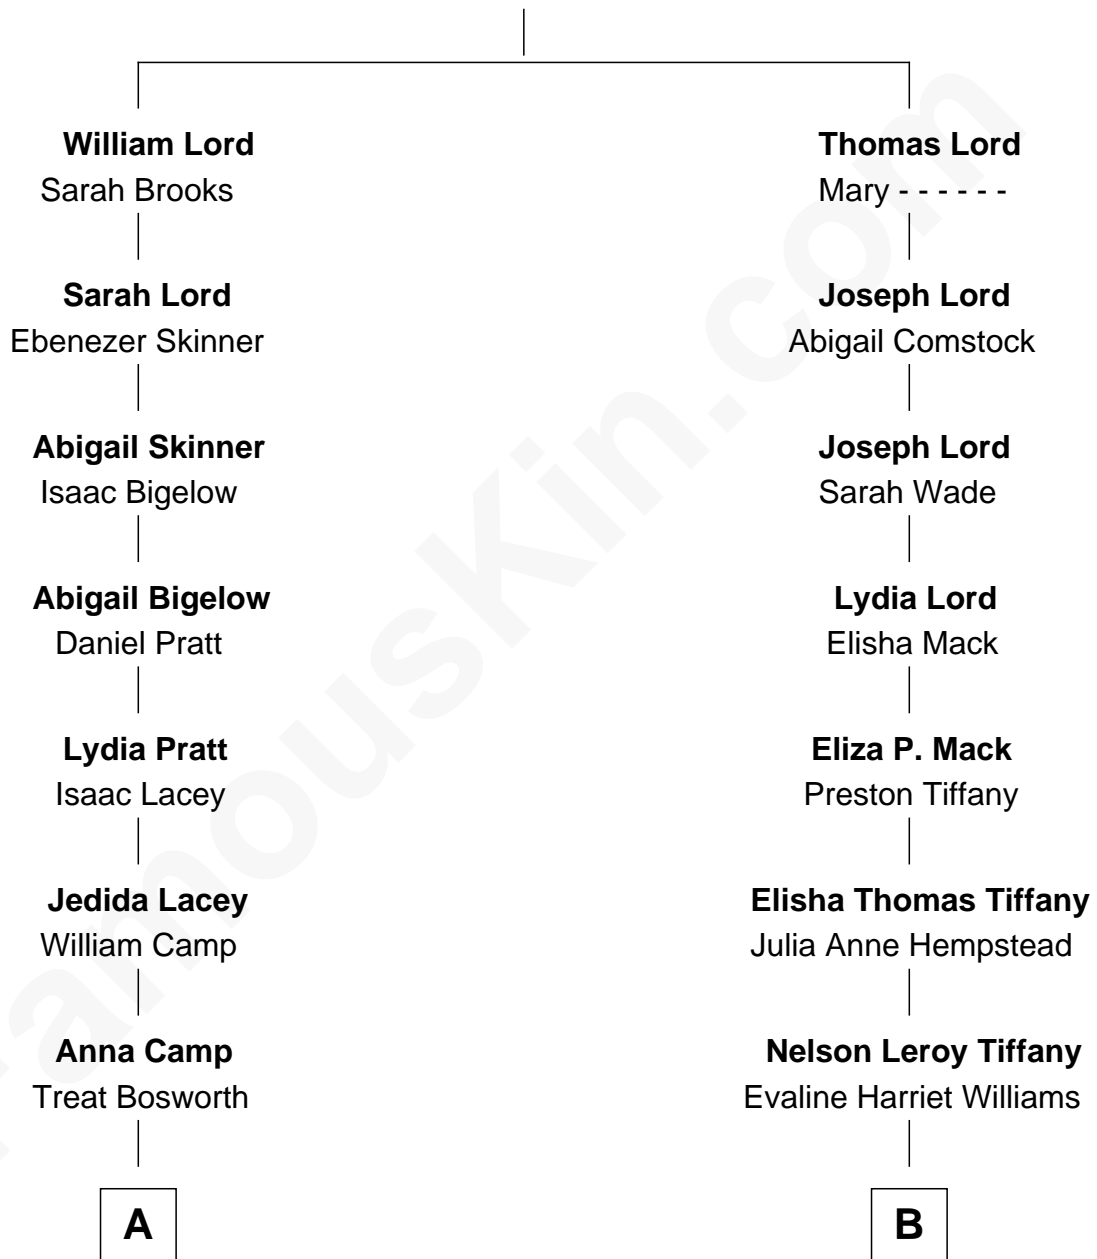 William Lord
Sarah Brooks
Sarah Lord
Ebenezer Skinner
Abigail Skinner
Isaac Bigelow
Abigail Bigelow
Daniel Pratt
Lydia Pratt
Isaac Lacey
Jedida Lacey
William Camp
Anna Camp
Treat Bosworth
A
Thomas Lord
Mary - - - - - -
Joseph Lord
Abigail Comstock
Joseph Lord
Sarah Wade
Lydia Lord
Elisha Mack
Eliza P. Mack
Preston Tiffany
Elisha Thomas Tiffany
Julia Anne Hempstead
Nelson Leroy Tiffany
Evaline Harriet Williams
B
FamousKin.com